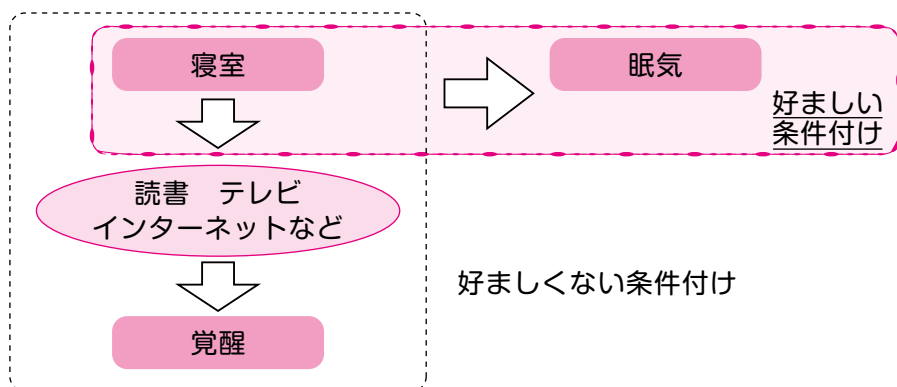 寝室
眠気
好ましい
条件付け
読書　テレビ
インターネットなど
好ましくない条件付け
覚醒